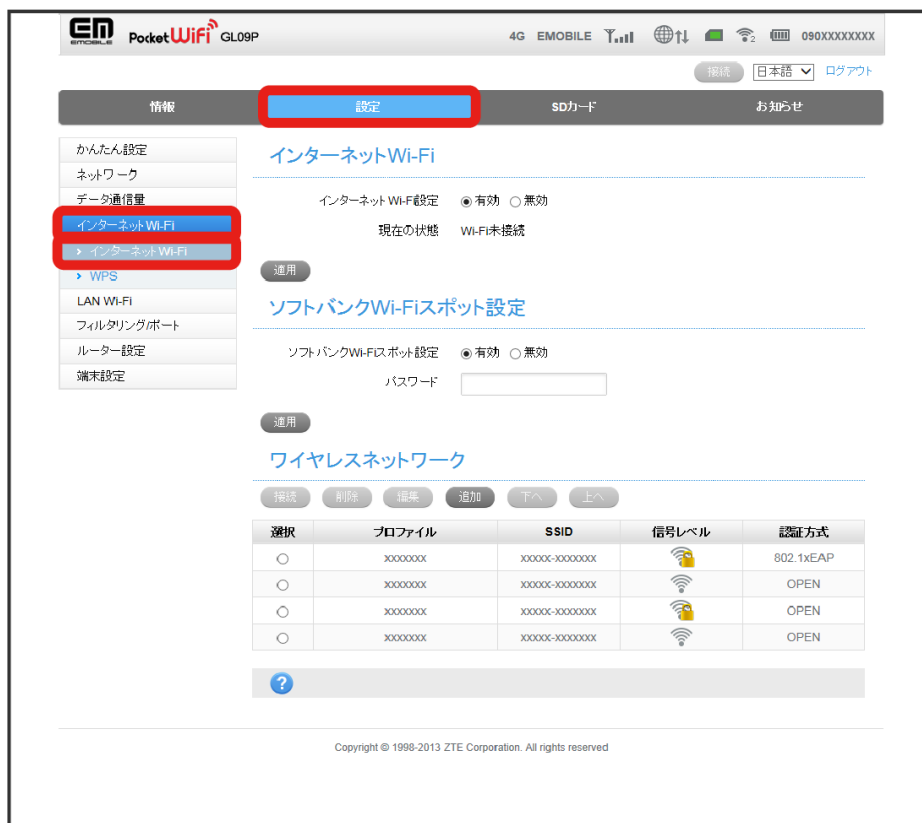 EM
EMOBILE
PocketWiFi GL09P
4G EMOBILE 2 090XXXXXXXX
接続 日本語 ログアウト
情報 設定 SDカード お知らせ
かんたん設定
ネットワーク
データ通信量
インターネットWi-Fi
› インターネットWi-Fi
› WPS
LAN Wi-Fi
フィルタリング/ポート
ルーター設定
端末設定
インターネットWi-Fi
インターネット Wi-Fi設定 有効 無効
現在の状態 Wi-Fi未接続
適用
ソフトバンクWi-Fiスポット設定
ソフトバンクWi-Fiスポット設定 有効 無効
パスワード
適用
ワイヤレスネットワーク
接続 削除 編集 追加 下へ 上へ
選択 プロファイル SSID 信号レベル 認証方式
xxxxxxx xxxxx-xxxxxxx 802.1xEAP
xxxxxxx xxxxx-xxxxxxx OPEN
xxxxxxx xxxxx-xxxxxxx OPEN
xxxxxxx xxxxx-xxxxxxx OPEN
?
Copyright © 1998-2013 ZTE Corporation. All rights reserved